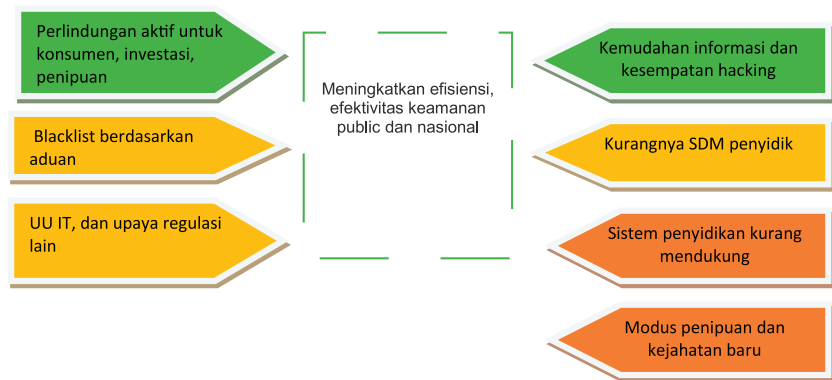 Perlindungan aktif untuk
konsumen, investasi,
penipuan
Blacklist berdasarkan
aduan
UU IT, dan upaya regulasi
lain
Meningkatkan efisiensi,
efektivitas keamanan
public dan nasional
Kemudahan informasi dan
kesempatan hacking
Kurangnya SDM penyidik
Sistem penyidikan kurang
mendukung
Modus penipuan dan
kejahatan baru